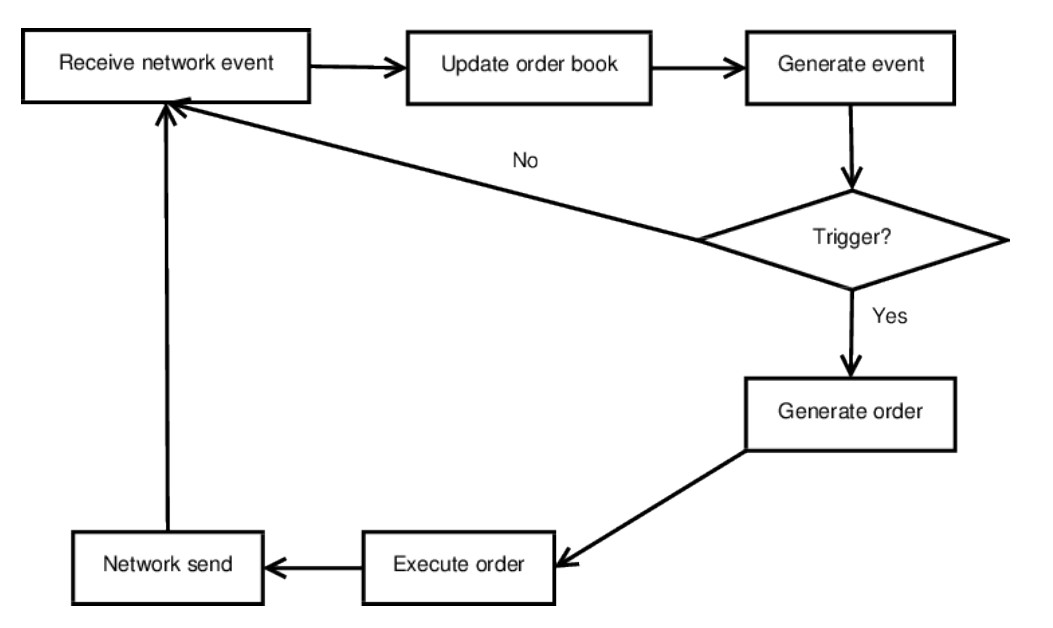 Receive network event
Update order book
Generate event
No
Trigger?
Yes
Generate order
Network send
Execute order